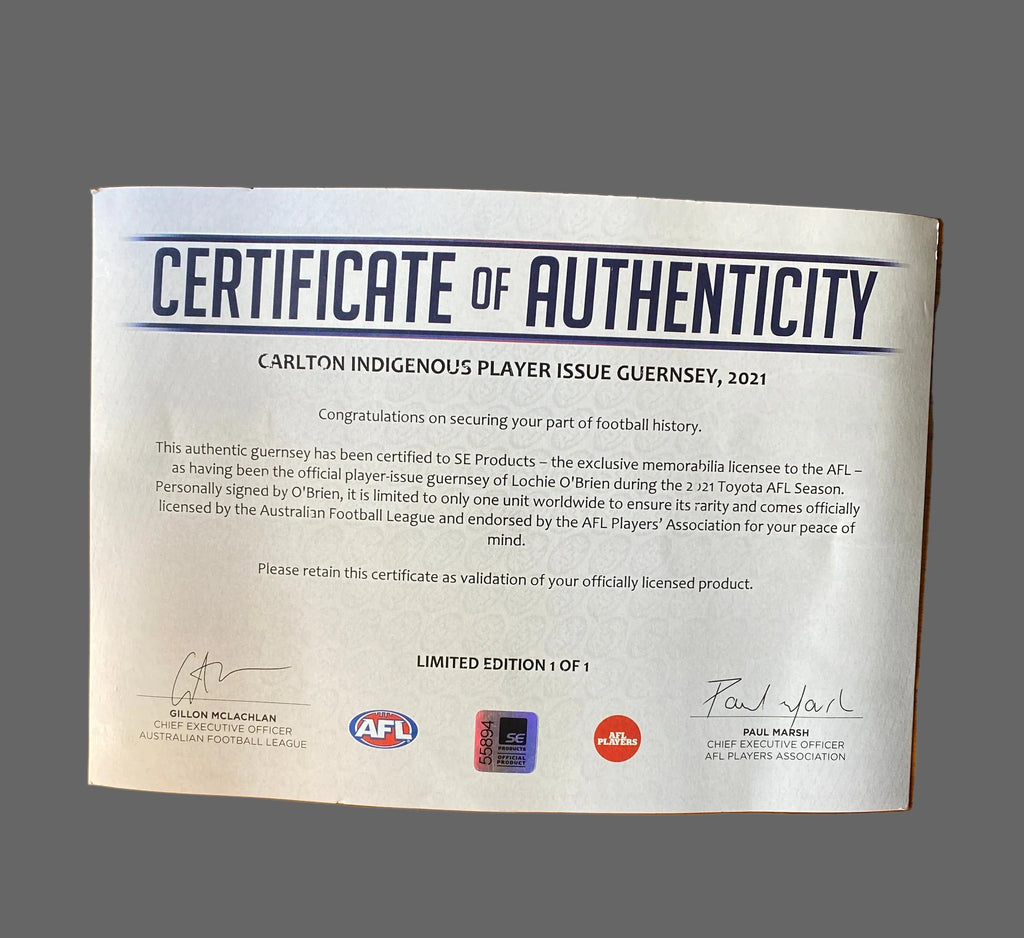 CERTIFICATE OF AUTHENTICITY
CARLTON INDIGENOUS PLAYER ISSUE GUERNSEY, 2021
Congratulations on securing your part of football history.
This authentic guernsey has been certified to SE Products – the exclusive memorabilia licensee to the AFL –
as having been the official player-issue guernsey of Lochie O'Brien during the 2021 Toyota AFL Season.
Personally signed by O'Brien, it is limited to only one unit worldwide to ensure its rarity and comes officially
licensed by the Australian Football League and endorsed by the AFL Players' Association for your peace of
mind.
Please retain this certificate as validation of your officially licensed product.
LIMITED EDITION 1 OF 1
GILLON MCLACHLAN
CHIEF EXECUTIVE OFFICER
AUSTRALIAN FOOTBALL LEAGUE
AFL
55894
SE
PRODUCTS
OFFICIAL
PRODUCT
AFL
PLAYERS
Paul Marsh
PAUL MARSH
CHIEF EXECUTIVE OFFICER
AFL PLAYERS ASSOCIATION